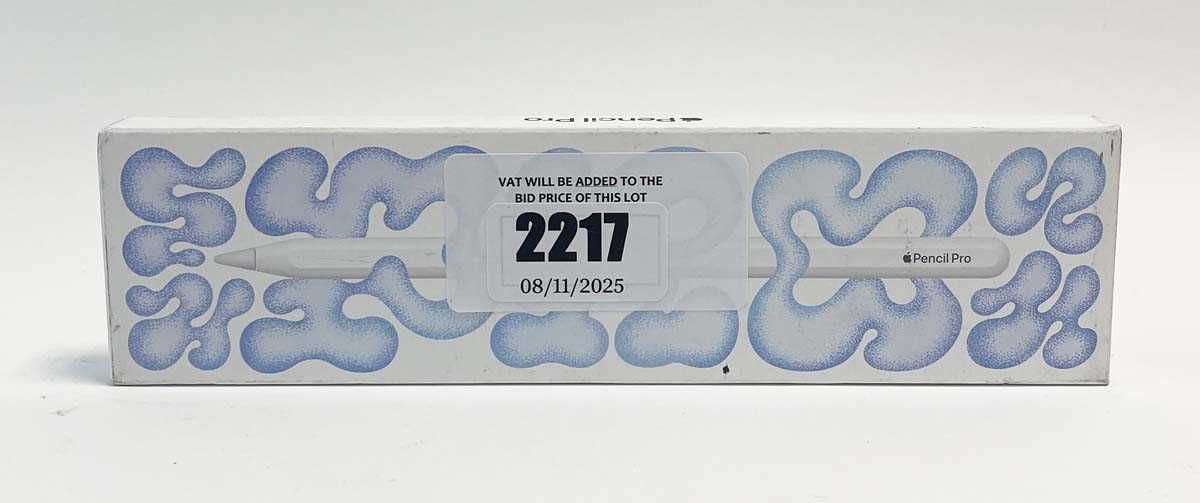 Pencil Pro
VAT WILL BE ADDED TO THE
BID PRICE OF THIS LOT
2217
08/11/2025
Pencil Pro